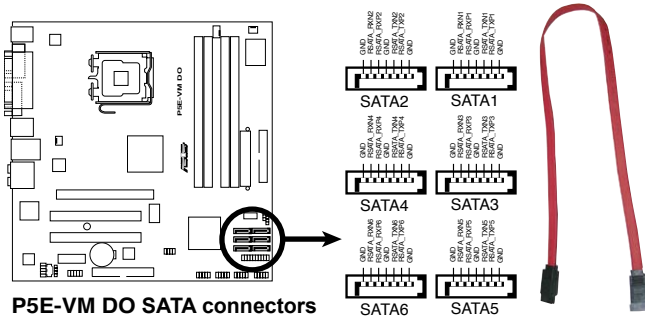 GND
RSATA_RXN2
RSATA_RXP2
GND
RSATA_TXN2
RSATA_TXP2
GND
SATA2
GND
RSATA_RXN1
RSATA_RXP1
GND
RSATA_TXN1
RSATA_TXP1
GND
SATA1
P5E-VM DO
ASUS
GND
RSATA_RXN4
RSATA_RXP4
GND
RSATA_TXN4
RSATA_TXP4
GND
SATA4
GND
RSATA_RXN3
RSATA_RXP3
GND
RSATA_TXN3
RSATA_TXP3
GND
SATA3
GND
RSATA_RXN6
RSATA_RXP6
GND
RSATA_TXN6
RSATA_TXP6
GND
SATA6
GND
RSATA_RXN5
RSATA_RXP5
GND
RSATA_TXN5
RSATA_TXP5
GND
SATA5
P5E-VM DO SATA connectors